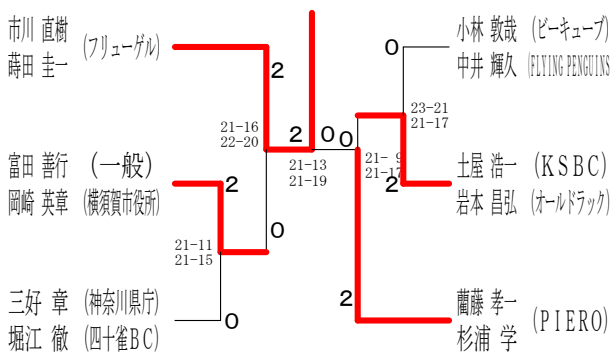 市川 直樹
蒔田 圭一
(フリューゲル)
富田 善行
岡崎 英章
(一般)
(横須賀市役所)
三好 章
堀江 徹
(神奈川県庁)
(四十雀BC)
2
21-16
22-20
2
21-11
21-15
0
0
2
21-13
21-19
0
0
21- 9
21-17
2
0
23-21
21-17
2
小林 敦哉
中井 輝久
(ビーキューブ)
(FLYING PENGUINS
土屋 浩一
岩本 昌弘
(KSBC)
(オールドラック)
藺藤 孝一
杉浦 学
(PIERO)